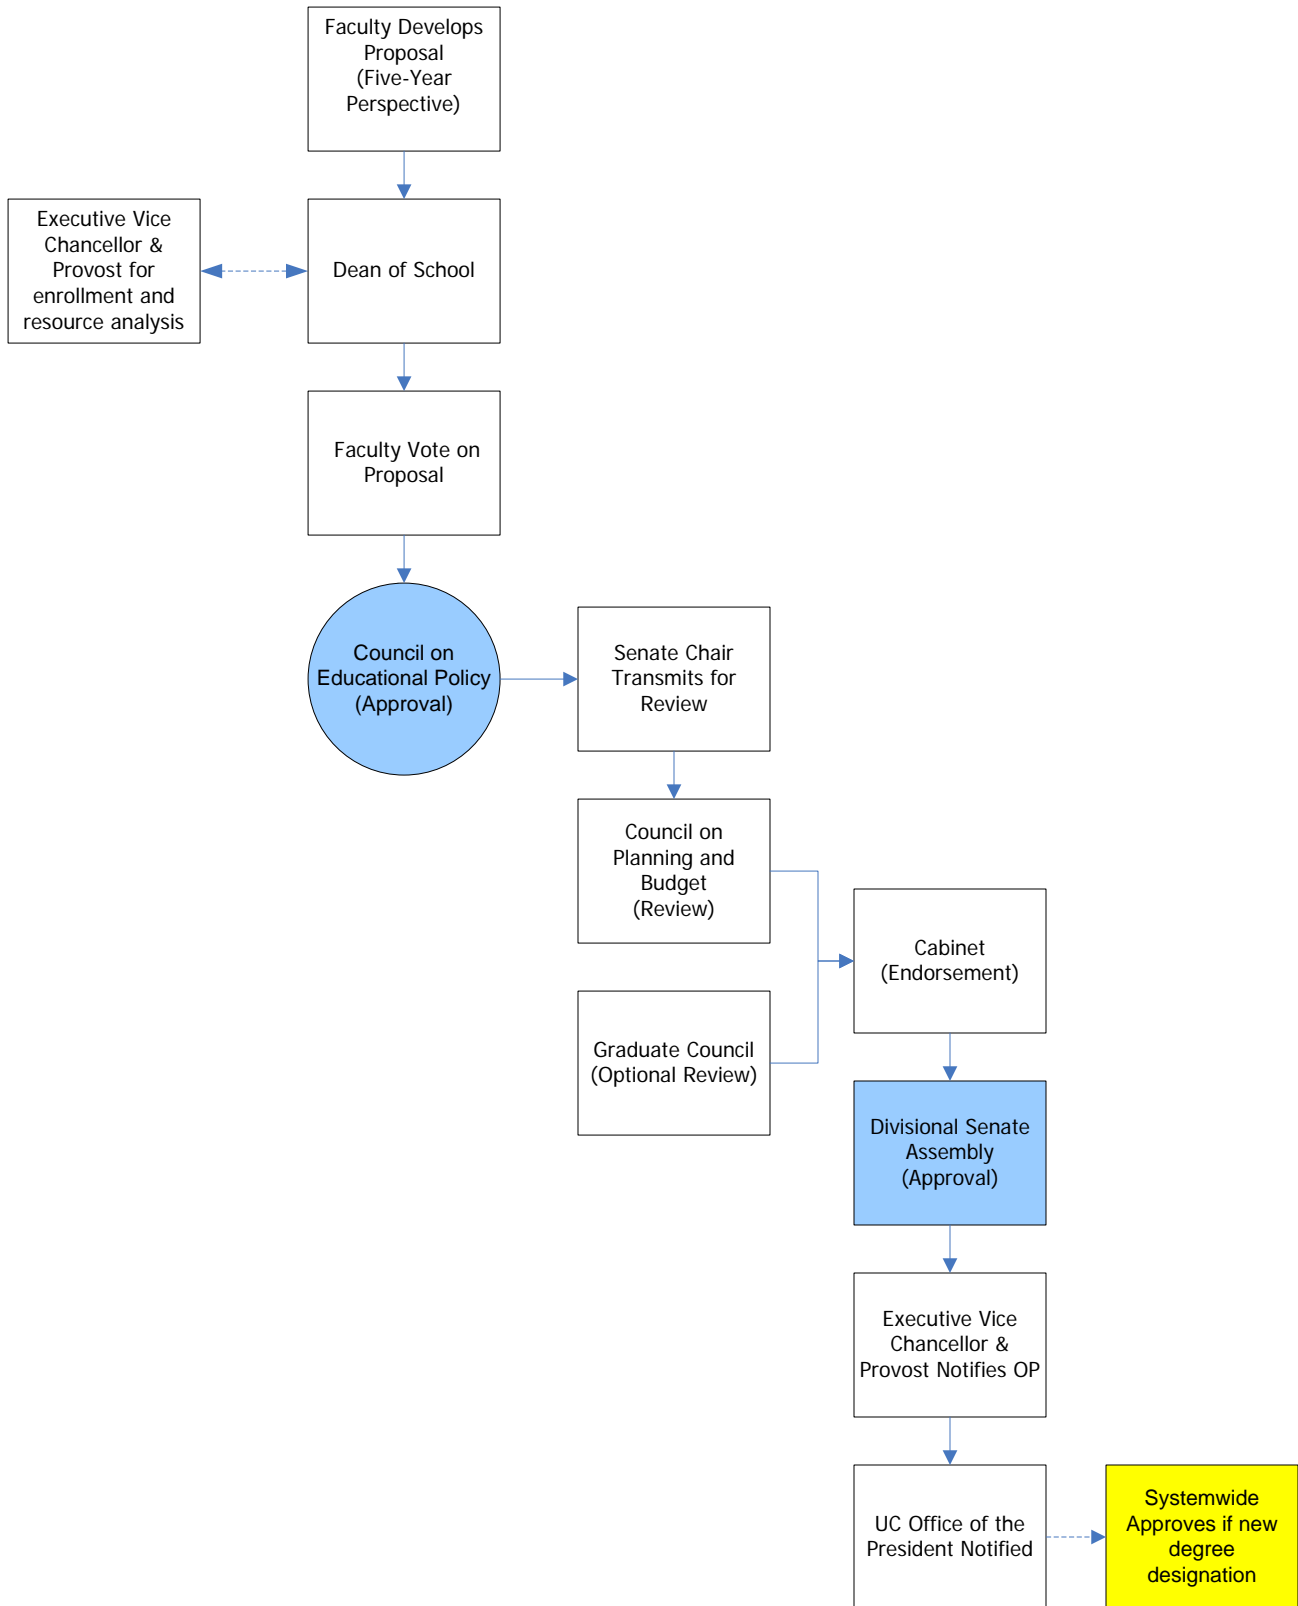 Faculty Develops
Proposal
(Five-Year
Perspective)
Executive Vice
Chancellor &
Provost for
enrollment and
resource analysis
Dean of School
Faculty Vote on
Proposal
Council on
Educational Policy
(Approval)
Senate Chair
Transmits for
Review
Council on
Planning and
Budget
(Review)
Graduate Council
(Optional Review)
Cabinet
(Endorsement)
Divisional Senate
Assembly
(Approval)
Executive Vice
Chancellor &
Provost Notifies OP
UC Office of the
President Notified
Systemwide
Approves if new
degree
designation